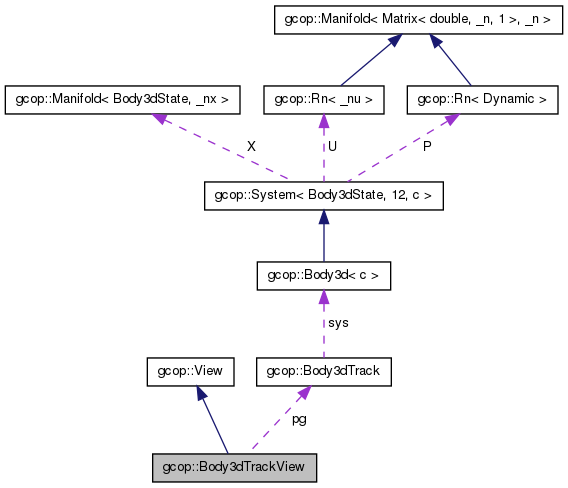 gcop::Manifold< Matrix< double, _n, 1 >, _n >
gcop::Manifold< Body3dState, _nx >
gcop::Rn< _nu >
gcop::Rn< Dynamic >
X
U
P
gcop::System< Body3dState, 12, c >
gcop::Body3d< c >
sys
gcop::View
gcop::Body3dTrack
pg
gcop::Body3dTrackView